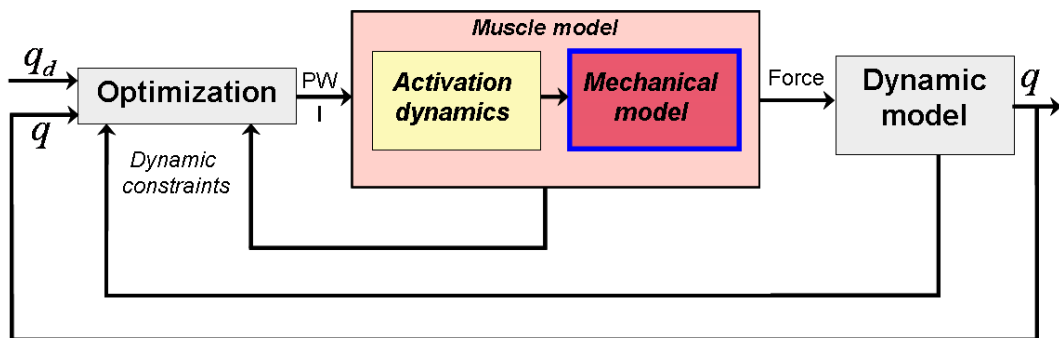 Muscle model
q_d
Optimization
PW
I
Activation
dynamics
Mechanical
model
Force
Dynamic
model
q
q
Dynamic
constraints